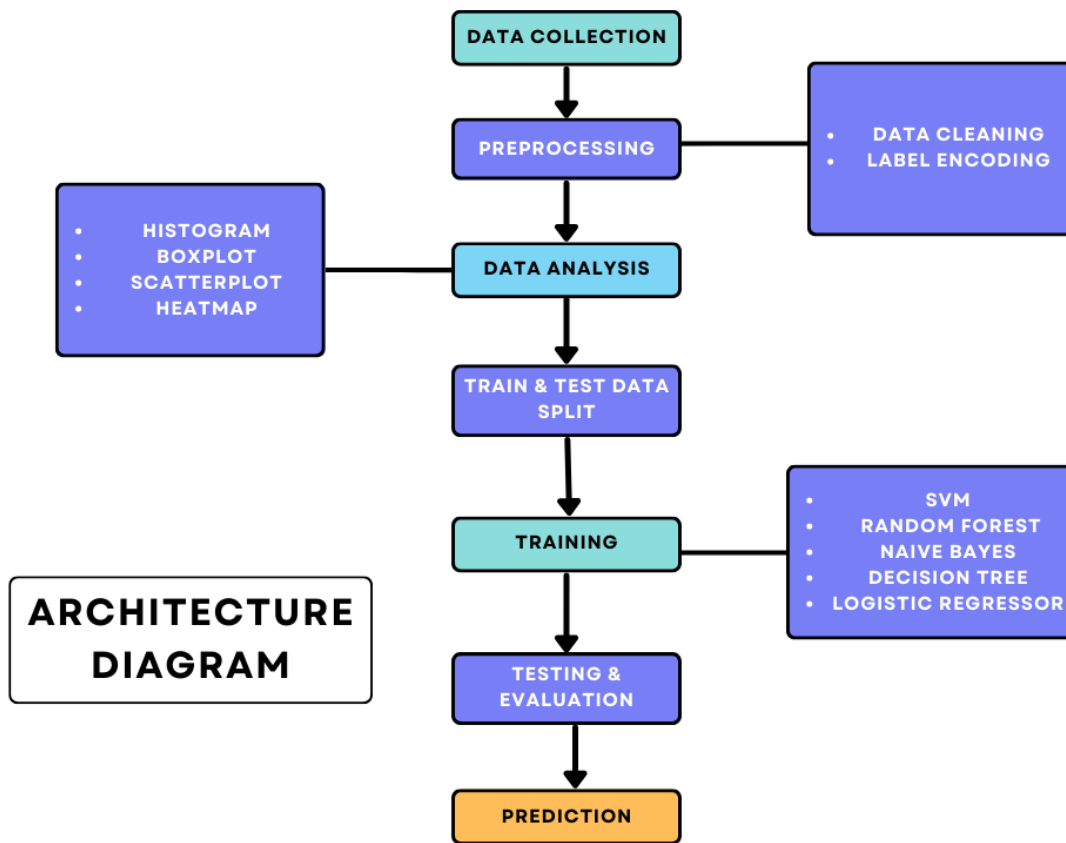 DATA COLLECTION
PREPROCESSING
• DATA CLEANING
• LABEL ENCODING
• HISTOGRAM
• BOXPLOT
• SCATTERPLOT
• HEATMAP
DATA ANALYSIS
TRAIN & TEST DATA
SPLIT
TRAINING
• SVM
• RANDOM FOREST
• NAIVE BAYES
• DECISION TREE
• LOGISTIC REGRESSOR
ARCHITECTURE
DIAGRAM
TESTING &
EVALUATION
PREDICTION